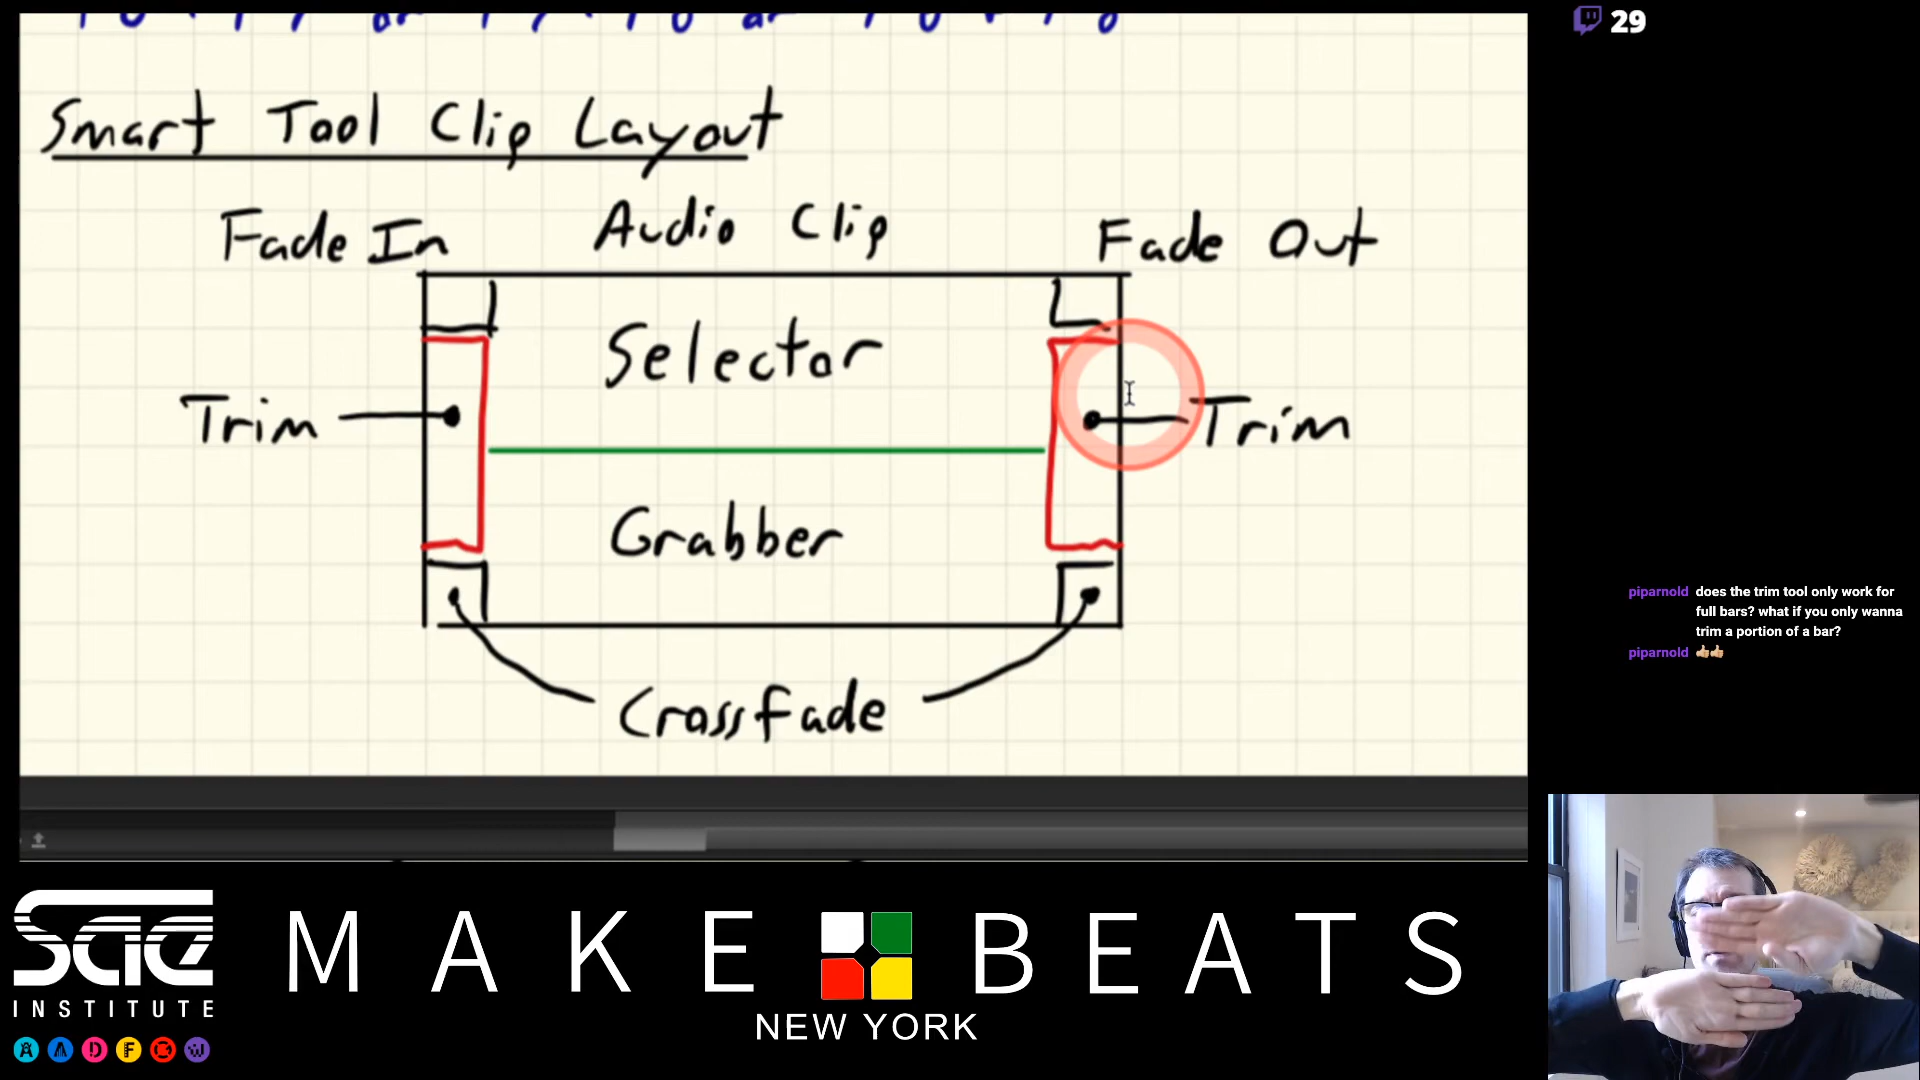 Smart Tool Clip Layout
Fade In Audio Clip Fade Out
Selector
Trim Trim
Grabber
Crossfade
29
piparnold does the trim tool only work for
full bars? what if you only wanna
trim a portion of a bar?
piparnold 👍🏼👍🏼
sae
INSTITUTE
MAKE BEATS
NEW YORK